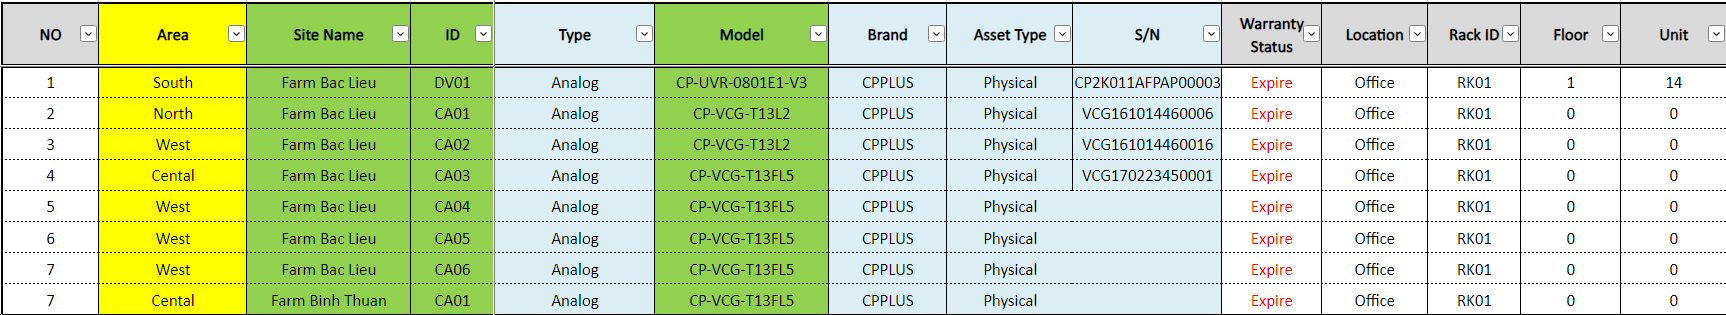 NO Area Site Name ID Type Model Brand Asset Type S/N Warranty Status Location Rack ID Floor Unit
1 South Farm Bac Lieu DV01 Analog CP-UVR-0801E1-V3 CPPLUS Physical CP2K011AFPAP00003 Expire Office RK01 1 14
2 North Farm Bac Lieu CA01 Analog CP-VCG-T13L2 CPPLUS Physical VCG161014460006 Expire Office RK01 0 0
3 West Farm Bac Lieu CA02 Analog CP-VCG-T13L2 CPPLUS Physical VCG161014460016 Expire Office RK01 0 0
4 Cental Farm Bac Lieu CA03 Analog CP-VCG-T13FL5 CPPLUS Physical VCG170223450001 Expire Office RK01 0 0
5 West Farm Bac Lieu CA04 Analog CP-VCG-T13FL5 CPPLUS Physical Expire Office RK01 0 0
6 West Farm Bac Lieu CA05 Analog CP-VCG-T13FL5 CPPLUS Physical Expire Office RK01 0 0
7 West Farm Bac Lieu CA06 Analog CP-VCG-T13FL5 CPPLUS Physical Expire Office RK01 0 0
7 Cental Farm Binh Thuan CA01 Analog CP-VCG-T13FL5 CPPLUS Physical Expire Office RK01 0 0